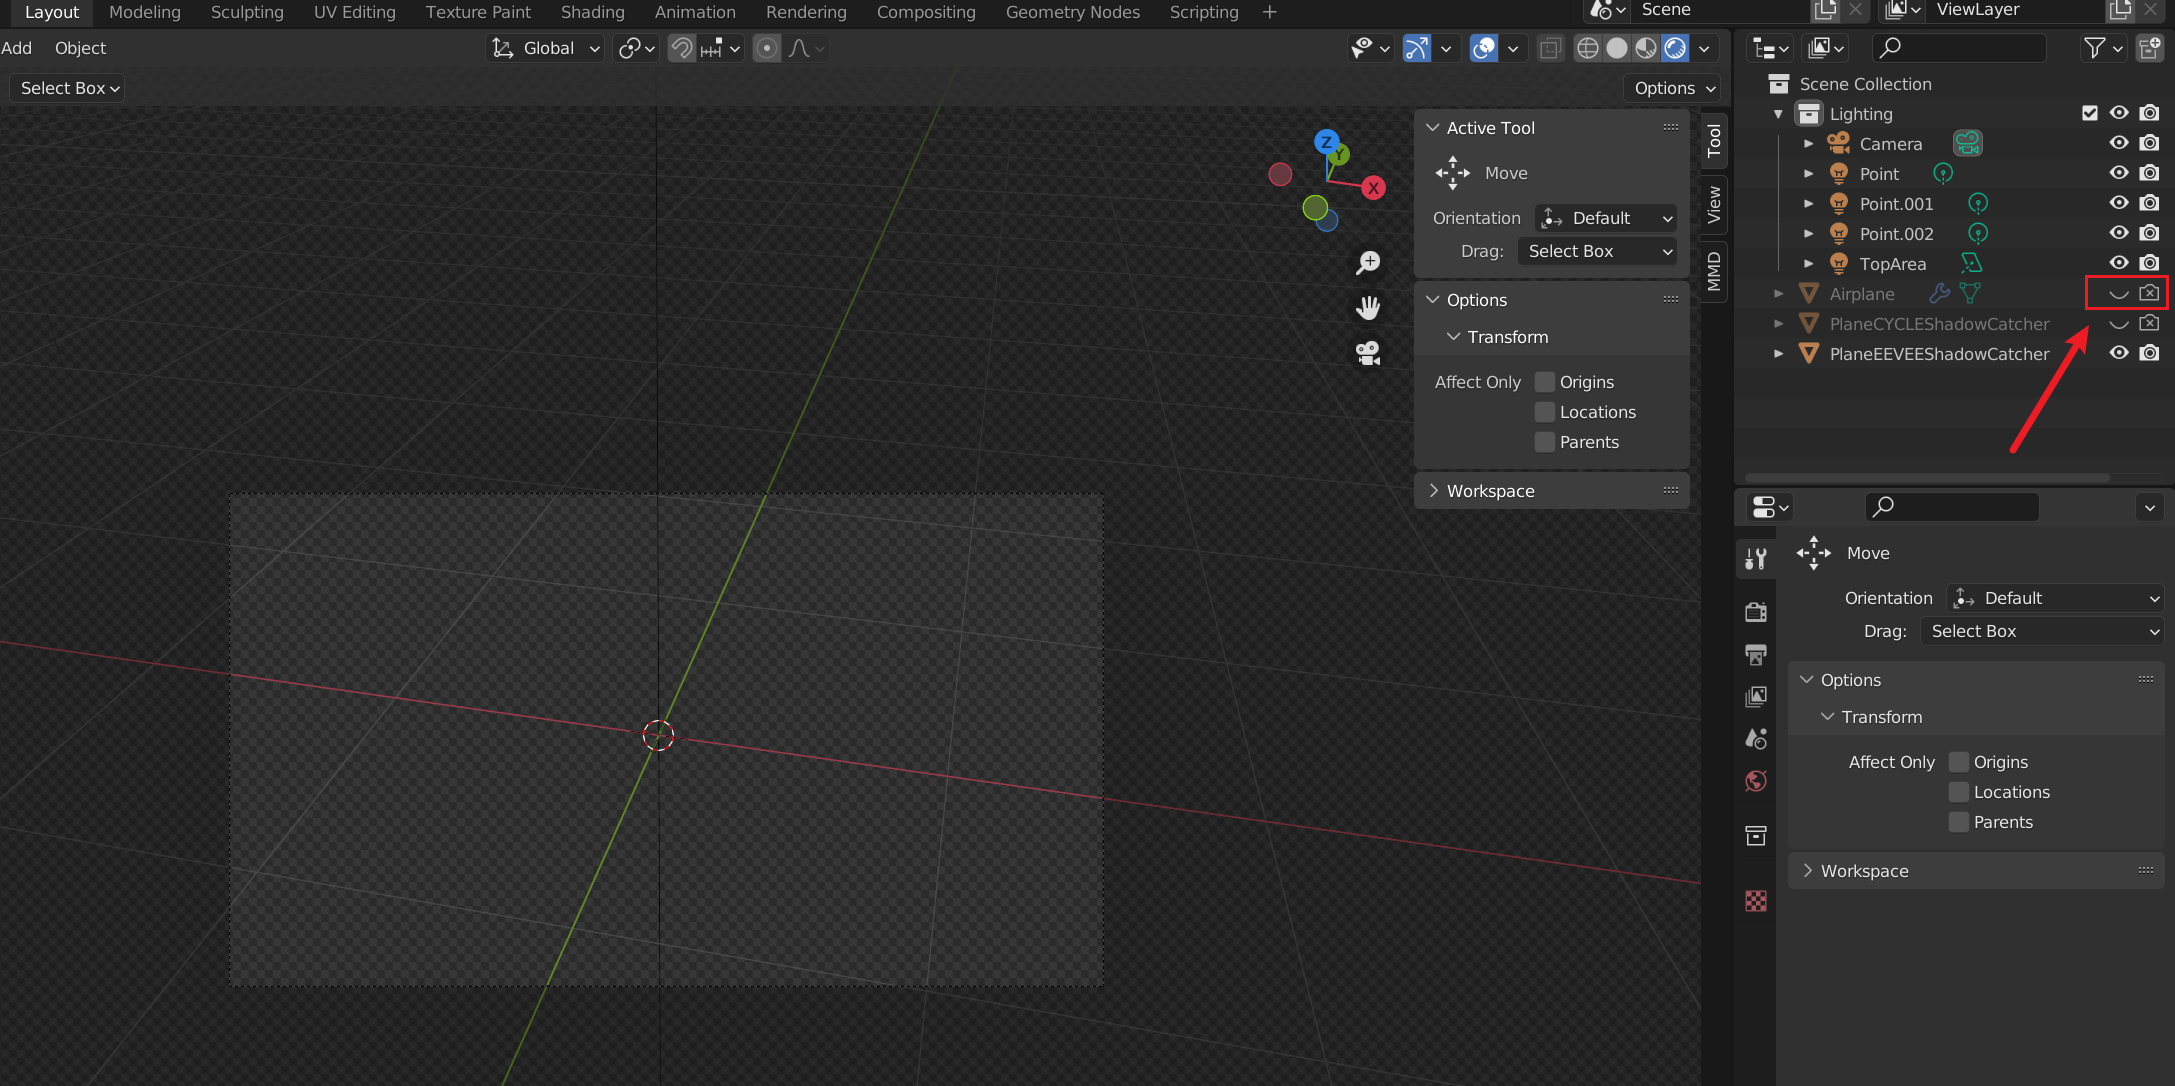 Layout Modeling Sculpting UV Editing Texture Paint Shading Animation Rendering Compositing Geometry Nodes Scripting + Scene ViewLayer
Add Object Global
Select Box Options
Scene Collection
Lighting
Camera
Point
Point.001
Point.002
TopArea
Airplane
PlaneCYCLEShadowCatcher
PlaneEEVEEShadowCatcher
Z
Y
X
Active Tool
Move
Orientation Default
Drag: Select Box
Options
Transform
Affect Only Origins
Locations
Parents
Workspace
Tool
View
MMD
Move
Orientation Default
Drag: Select Box
Options
Transform
Affect Only Origins
Locations
Parents
Workspace